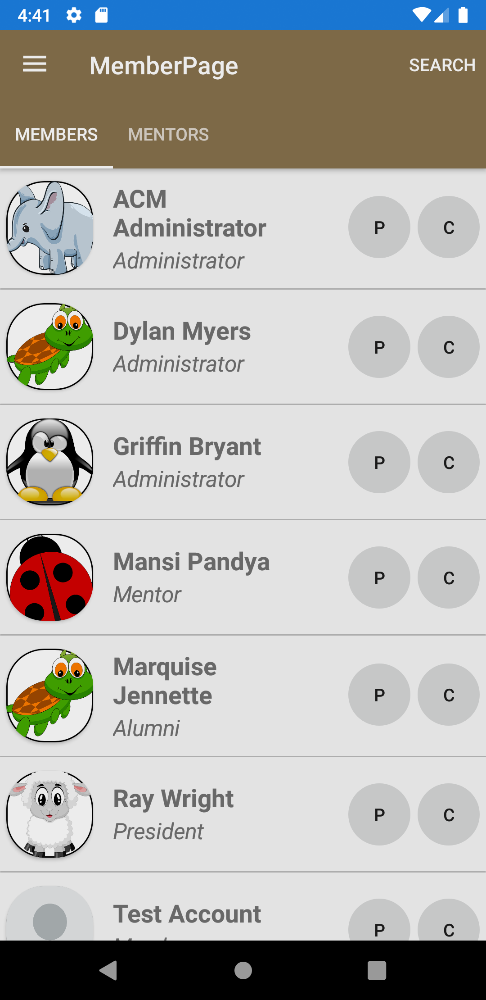 4:41
MemberPage SEARCH
MEMBERS MENTORS
ACM
Administrator
Administrator
P C
Dylan Myers
Administrator
P C
Griffin Bryant
Administrator
P C
Mansi Pandya
Mentor
P C
Marquise
Jennette
Alumni
P C
Ray Wright
President
P C
Test Account
P C